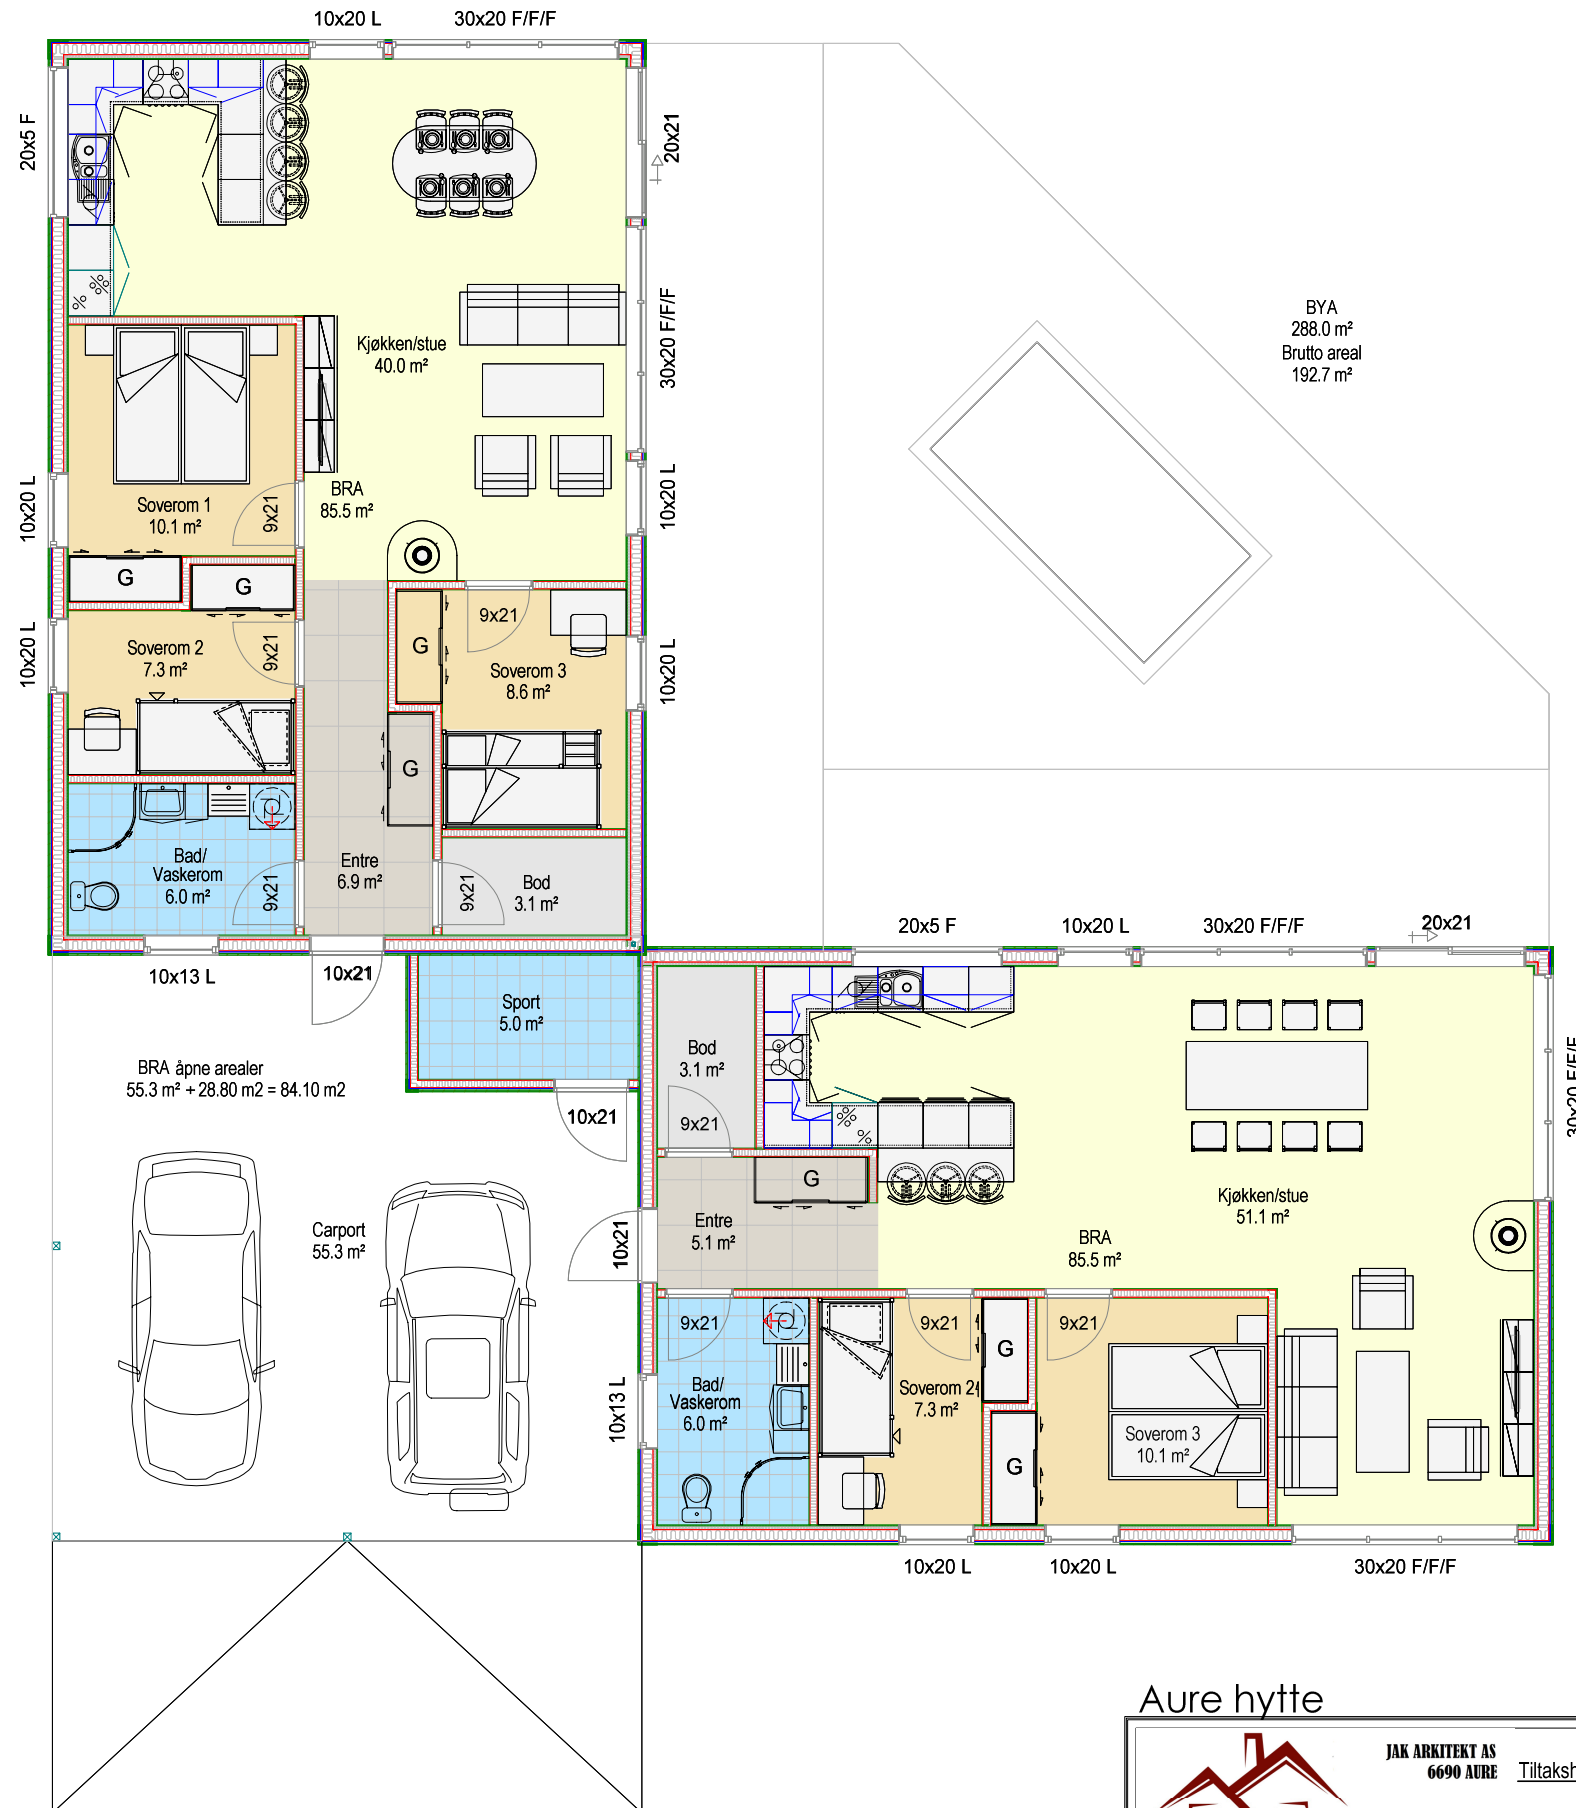 10x20 L
30x20 F/F/F
20x5 F
20x21
BYA
288.0 m²
Brutto areal
192.7 m²
30x20 F/F/F
Kjøkken/stue
40.0 m²
BRA
85.5 m²
Soverom 1
10.1 m²
9x21
10x20 L
10x20 L
G
G
9x21
G
Soverom 2
7.3 m²
9x21
10x20 L
Soverom 3
8.6 m²
10x20 L
G
Bad/
Vaskerom
6.0 m²
9x21
Entre
6.9 m²
9x21
Bod
3.1 m²
10x13 L
10x21
20x5 F
10x20 L
30x20 F/F/F
20x21
Sport
5.0 m²
BRA åpne arealer
55.3 m² + 28.80 m2 = 84.10 m2
10x21
Bod
3.1 m²
9x21
30x20 F/F/F
G
Kjøkken/stue
51.1 m²
Carport
55.3 m²
10x21
Entre
5.1 m²
BRA
85.5 m²
9x21
9x21
9x21
G
Bad/
Vaskerom
6.0 m²
10x13 L
Soverom 2
7.3 m²
Soverom 3
10.1 m²
G
10x20 L
10x20 L
30x20 F/F/F
Aure hytte
JAK ARKITEKT AS
6690 AURE
Tiltaksh